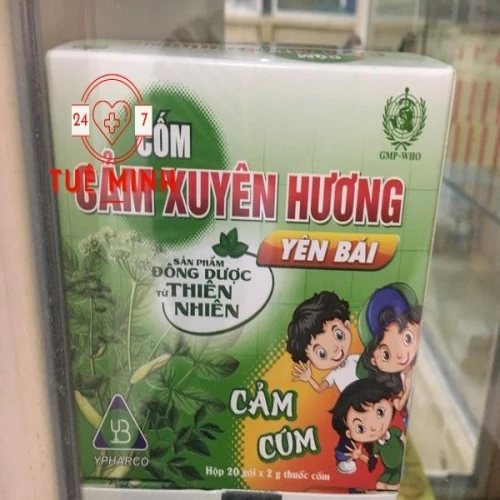 24 7
TUỆ MINH
CỐM
CẢM XUYÊN HƯƠNG
YÊN BÁI
GMP-WHO
SẢN PHẨM
ĐÔNG DƯỢC
TỪ THIÊN
NHIÊN
CẢM
CÚM
Hộp 20 gói x 2 g thuốc cốm
YB
YPHARCO